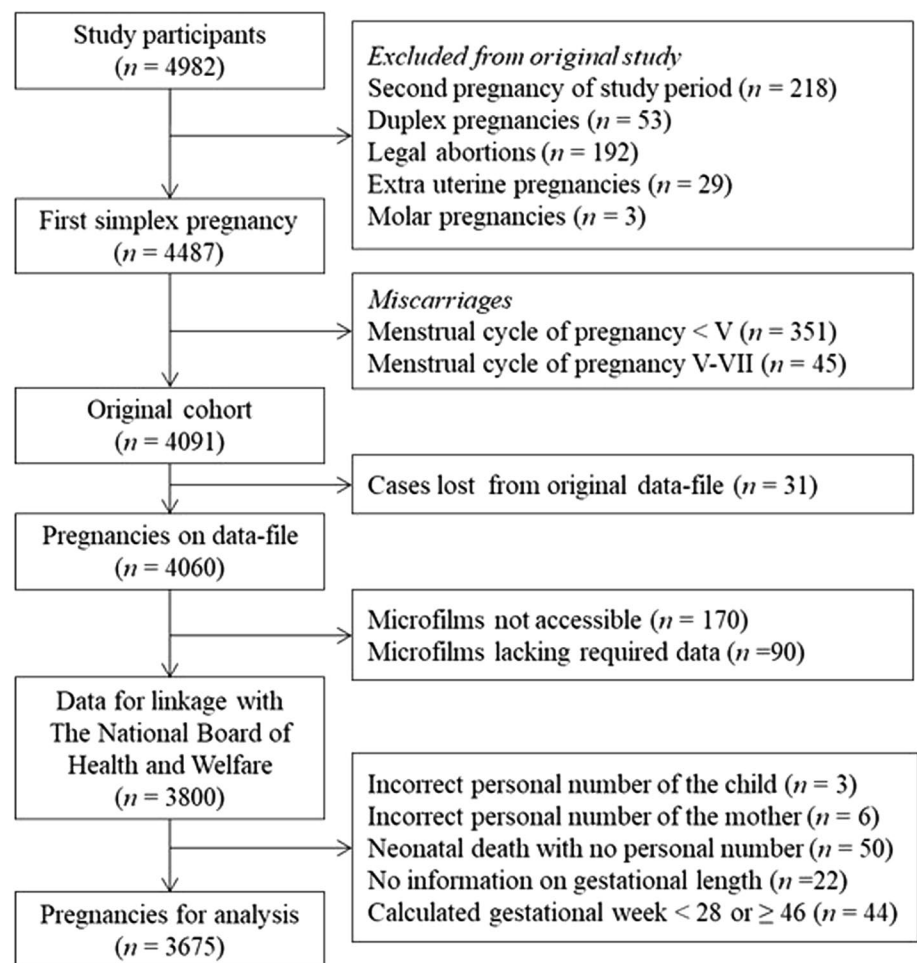 Study participants
(n = 4982)
Excluded from original study
Second pregnancy of study period (n = 218)
Duplex pregnancies (n = 53)
Legal abortions (n = 192)
Extra uterine pregnancies (n = 29)
Molar pregnancies (n = 3)
First simplex pregnancy
(n = 4487)
Miscarriages
Menstrual cycle of pregnancy < V (n = 351)
Menstrual cycle of pregnancy V-VII (n = 45)
Original cohort
(n = 4091)
Cases lost from original data-file (n = 31)
Pregnancies on data-file
(n = 4060)
Microfilms not accessible (n = 170)
Microfilms lacking required data (n =90)
Data for linkage with
The National Board of
Health and Welfare
(n = 3800)
Incorrect personal number of the child (n = 3)
Incorrect personal number of the mother (n = 6)
Neonatal death with no personal number (n = 50)
No information on gestational length (n =22)
Calculated gestational week < 28 or ≥ 46 (n = 44)
Pregnancies for analysis
(n = 3675)